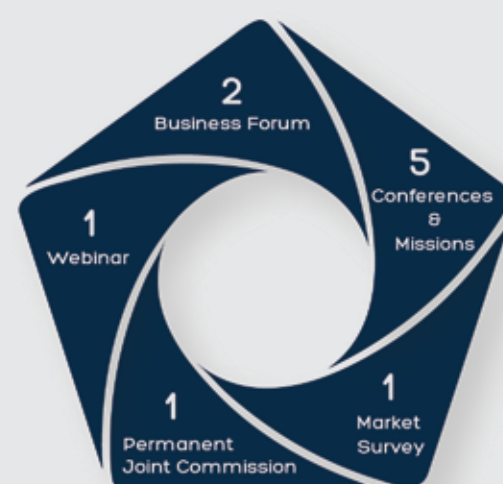 2
Business Forum
5
Conferences
&
Missions
1
Webinar
1
Market
Survey
1
Permanent
Joint Commission